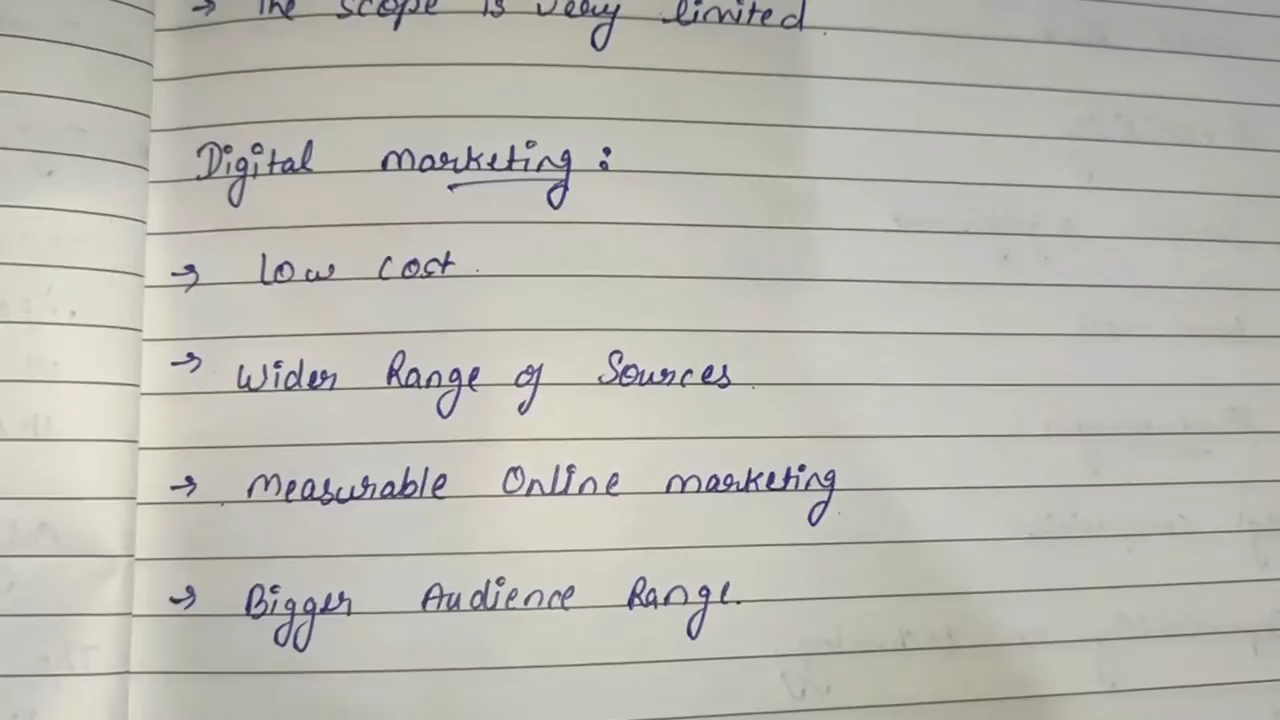 → The scope is very limited.
Digital marketing :
→ Low cost.
→ Wider Range of Sources.
→ Measurable Online marketing
→ Bigger Audience Range.